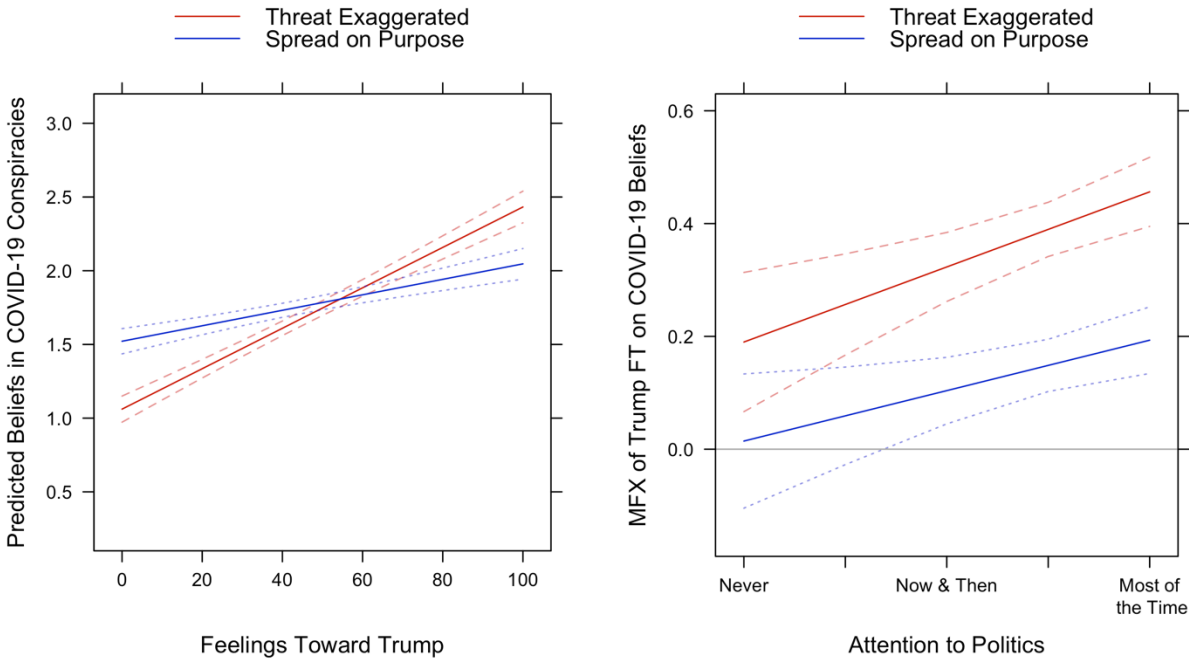 Threat Exaggerated
Spread on Purpose
Predicted Beliefs in COVID-19 Conspiracies
3.0
2.5
2.0
1.5
1.0
0.5
0
20
40
60
80
100
Feelings Toward Trump
Threat Exaggerated
Spread on Purpose
MFX of Trump FT on COVID-19 Beliefs
0.6
0.4
0.2
0.0
Never
Now & Then
Most of
the Time
Attention to Politics